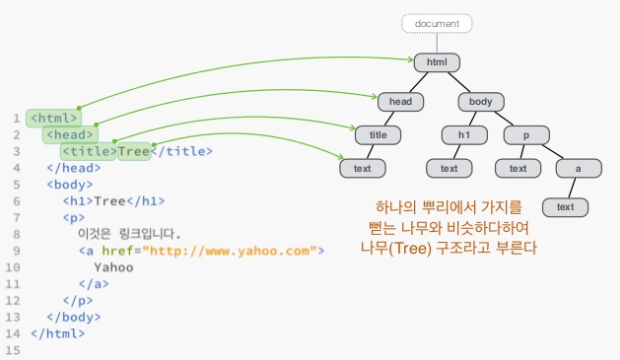 document
html
head
body
title
h1
p
text
text
text
a
text
1 <html>
2 <head>
3 <title>Tree</title>
4 </head>
5 <body>
6 <h1>Tree</h1>
7 <p>
8 이것은 링크입니다.
9 <a href="http://www.yahoo.com">
10 Yahoo
11 </a>
12 </p>
13 </body>
14 </html>
15
하나의 뿌리에서 가지를
뻗는 나무와 비슷하다하여
나무(Tree) 구조라고 부른다